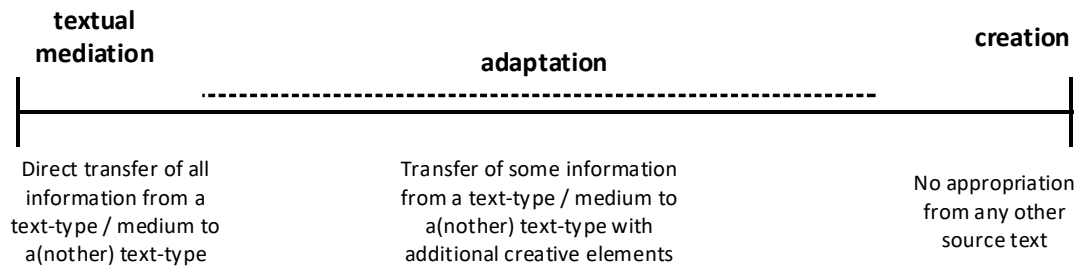 textual
mediation
adaptation
creation
Direct transfer of all
information from a
text-type / medium to
a(nother) text-type
Transfer of some information
from a text-type / medium to
a(nother) text-type with
additional creative elements
No appropriation
from any other
source text